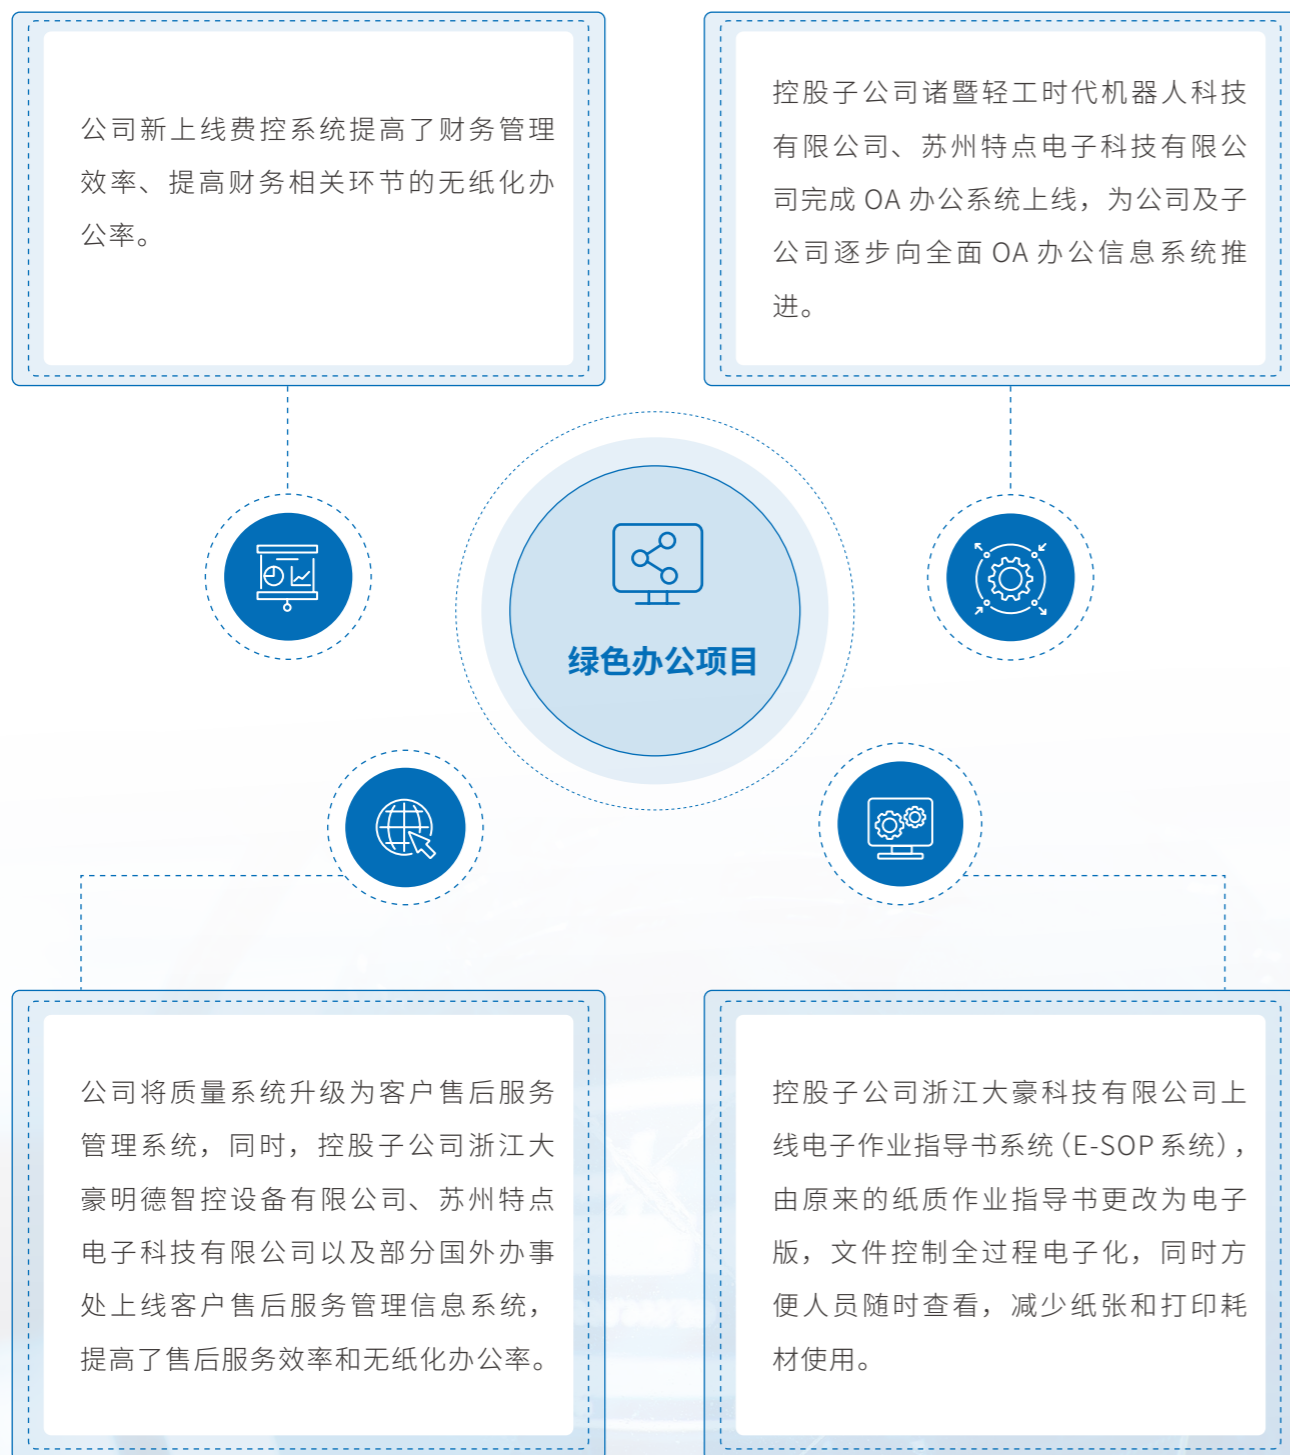 公司新上线费控系统提高了财务管理
效率、提高财务相关环节的无纸化办
公率。
控股子公司诸暨轻工时代机器人科技
有限公司、苏州特点电子科技有限公
司完成 OA 办公系统上线，为公司及子
公司逐步向全面 OA 办公信息系统推
进。
绿色办公项目
公司将质量系统升级为客户售后服务
管理系统，同时，控股子公司浙江大
豪明德智控设备有限公司、苏州特点
电子科技有限公司以及部分国外办事
处上线客户售后服务管理信息系统，
提高了售后服务效率和无纸化办公率。
控股子公司浙江大豪科技有限公司上
线电子作业指导书系统（E-SOP 系统），
由原来的纸质作业指导书更改为电子
版，文件控制全过程电子化，同时方
便人员随时查看，减少纸张和打印耗
材使用。